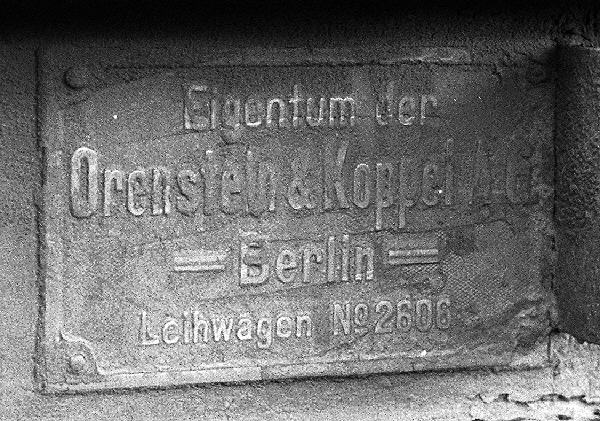 Eigentum der
Orenstein & Koppel A.G.
Berlin
Leihwagen No 2606